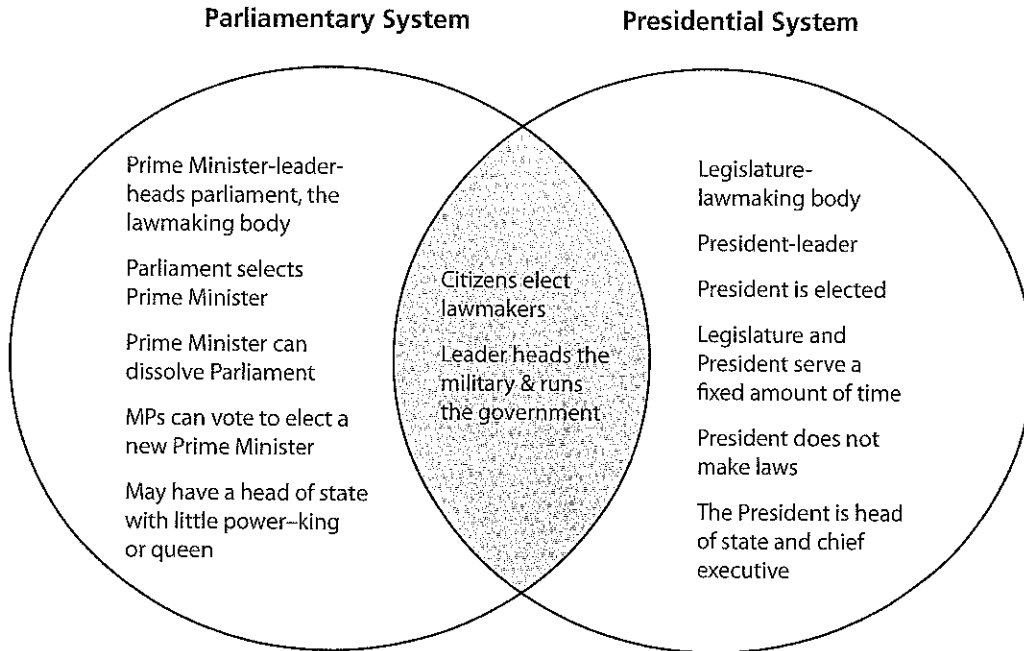 Parliamentary System
Presidential System
Prime Minister-leader-
heads parliament, the
lawmaking body
Parliament selects
Prime Minister
Prime Minister can
dissolve Parliament
MPs can vote to elect a
new Prime Minister
May have a head of state
with little power–king
or queen
Citizens elect
lawmakers
Leader heads the
military & runs
the government
Legislature-
lawmaking body
President-leader
President is elected
Legislature and
President serve a
fixed amount of time
President does not
make laws
The President is head
of state and chief
executive